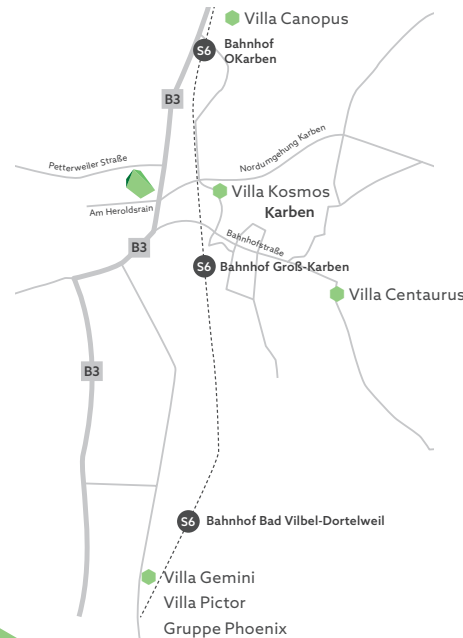 Villa Canopus
S6
Bahnhof
OKarben
B3
Nordumgehung Karben
Petterweiler Straße
Villa Kosmos
Am Heroldsrain
Karben
Bahnhofstraße
B3
S6 Bahnhof Groß-Karben
Villa Centaurus
B3
S6 Bahnhof Bad Vilbel-Dortelweil
Villa Gemini
Villa Pictor
Gruppe Phoenix